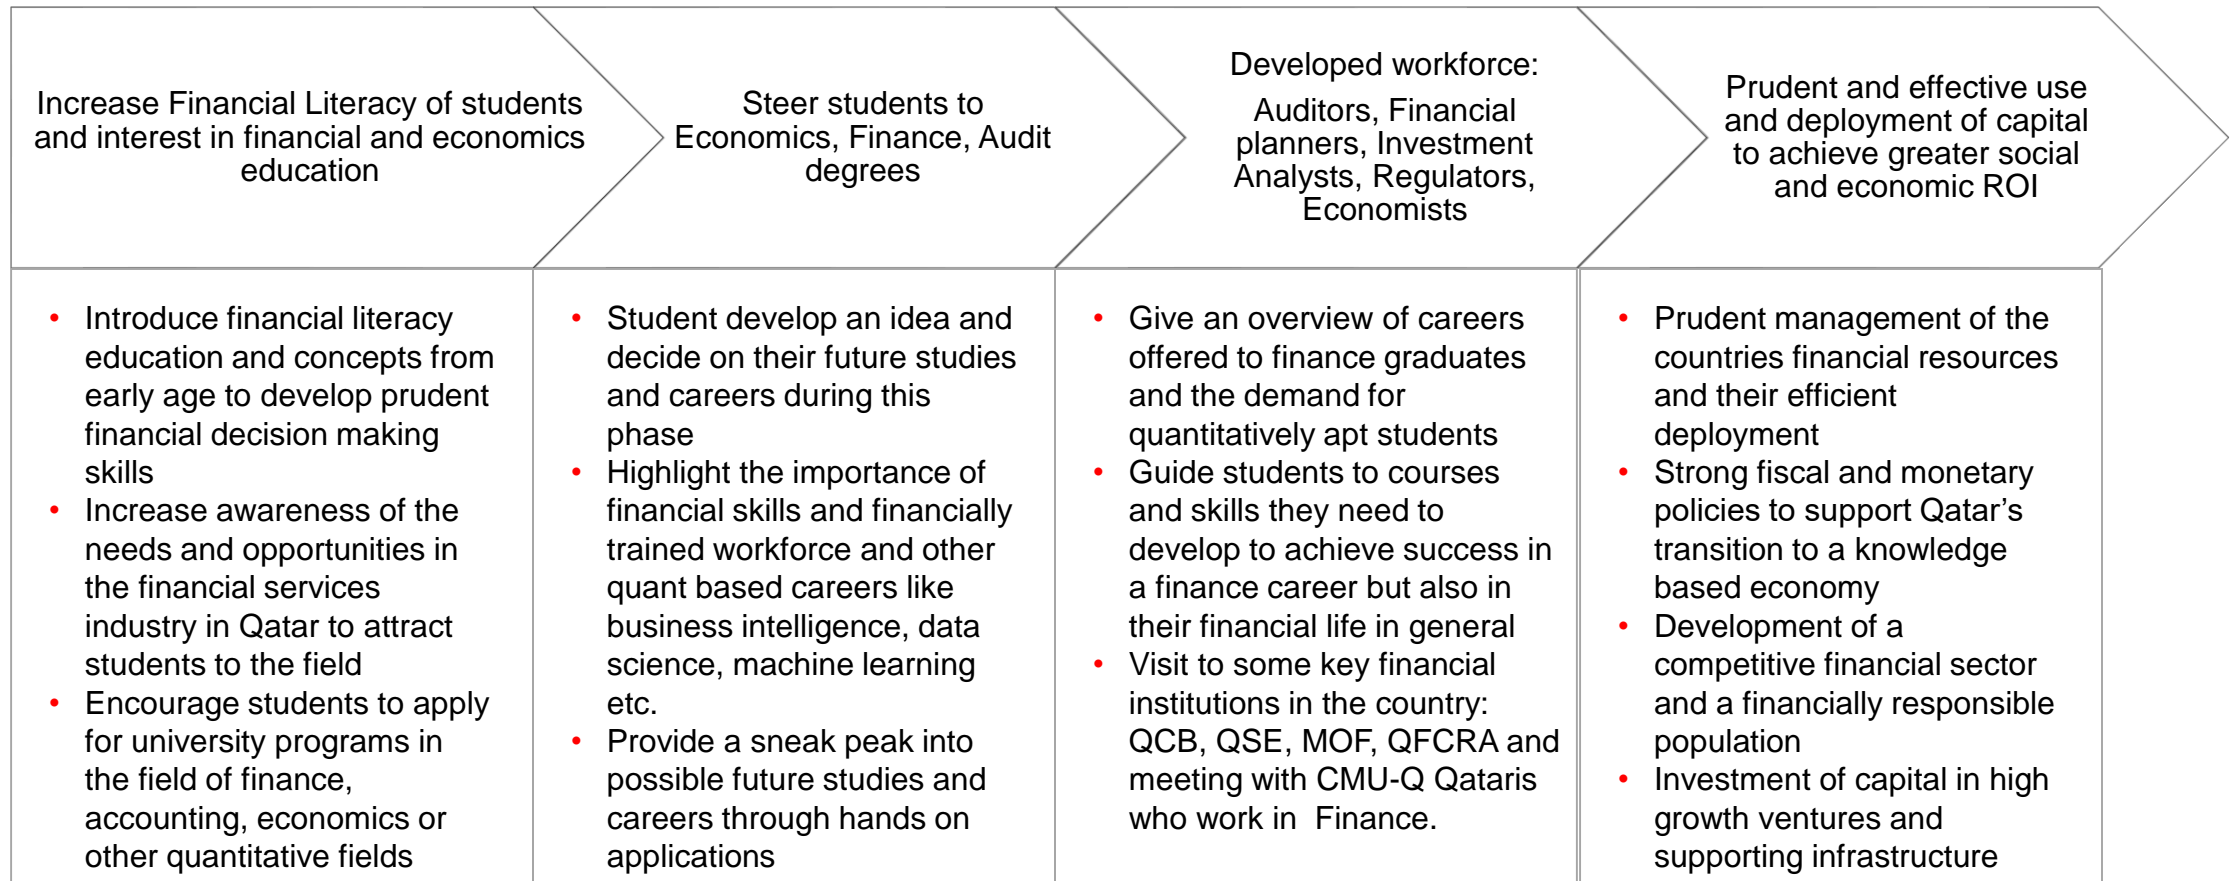 Increase Financial Literacy of students
and interest in financial and economics
education
Steer students to
Economics, Finance, Audit
degrees
Developed workforce:
Auditors, Financial
planners, Investment
Analysts, Regulators,
Economists
Prudent and effective use
and deployment of capital
to achieve greater social
and economic ROI
• Introduce financial literacy
education and concepts from
early age to develop prudent
financial decision making
skills
• Increase awareness of the
needs and opportunities in
the financial services
industry in Qatar to attract
students to the field
• Encourage students to apply
for university programs in
the field of finance,
accounting, economics or
other quantitative fields
• Student develop an idea and
decide on their future studies
and careers during this
phase
• Highlight the importance of
financial skills and financially
trained workforce and other
quant based careers like
business intelligence, data
science, machine learning
etc.
• Provide a sneak peak into
possible future studies and
careers through hands on
applications
• Give an overview of careers
offered to finance graduates
and the demand for
quantitatively apt students
• Guide students to courses
and skills they need to
develop to achieve success in
a finance career but also in
their financial life in general
• Visit to some key financial
institutions in the country:
QCB, QSE, MOF, QFCRA and
meeting with CMU-Q Qataris
who work in Finance.
• Prudent management of the
countries financial resources
and their efficient
deployment
• Strong fiscal and monetary
policies to support Qatar’s
transition to a knowledge
based economy
• Development of a
competitive financial sector
and a financially responsible
population
• Investment of capital in high
growth ventures and
supporting infrastructure